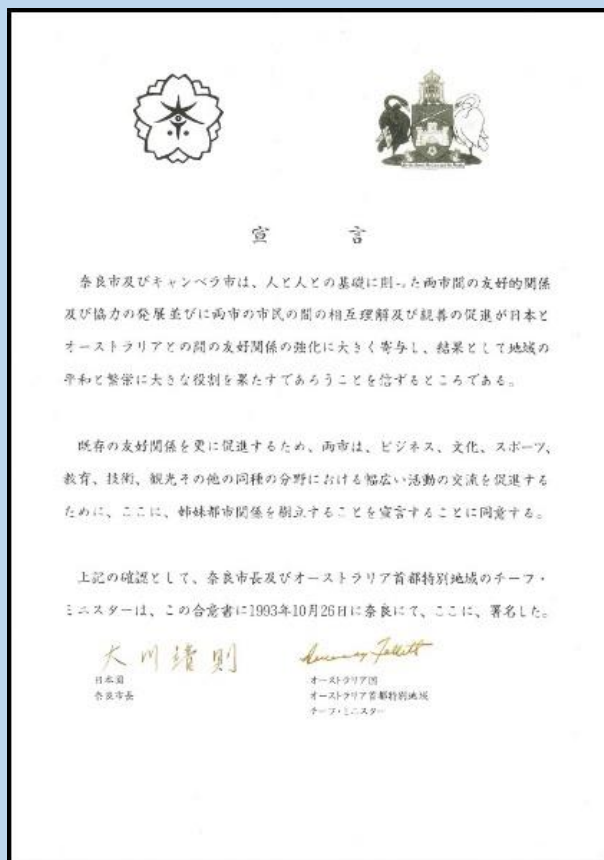 宣言
奈良市及びキャンベラ市は、人と人との基礎に則った両市間の友好的関係
及び協力の発展並びに両市の市民の間の相互理解及び親善の促進が日本と
オーストラリアとの間の友好関係の強化に大きく寄与し、結果として地域の
平和と繁栄に大きな役割を果たすであろうことを信ずるところである。
既存の友好関係を更に促進するため、両市は、ビジネス、文化、スポーツ、
教育、技術、観光その他の同種の分野における幅広い活動の交流を促進する
ために、ここに、姉妹都市関係を樹立することを宣言することに同意する。
上記の確認として、奈良市長及びオーストラリア首都特別地域のチーフ・
ミニスターは、この合意書に1993年10月26日に奈良にて、ここに、署名した。
大川靖則
Rosemary Follett
日本国
奈良市長
オーストラリア国
オーストラリア首都特別地域
チーフ・ミニスター